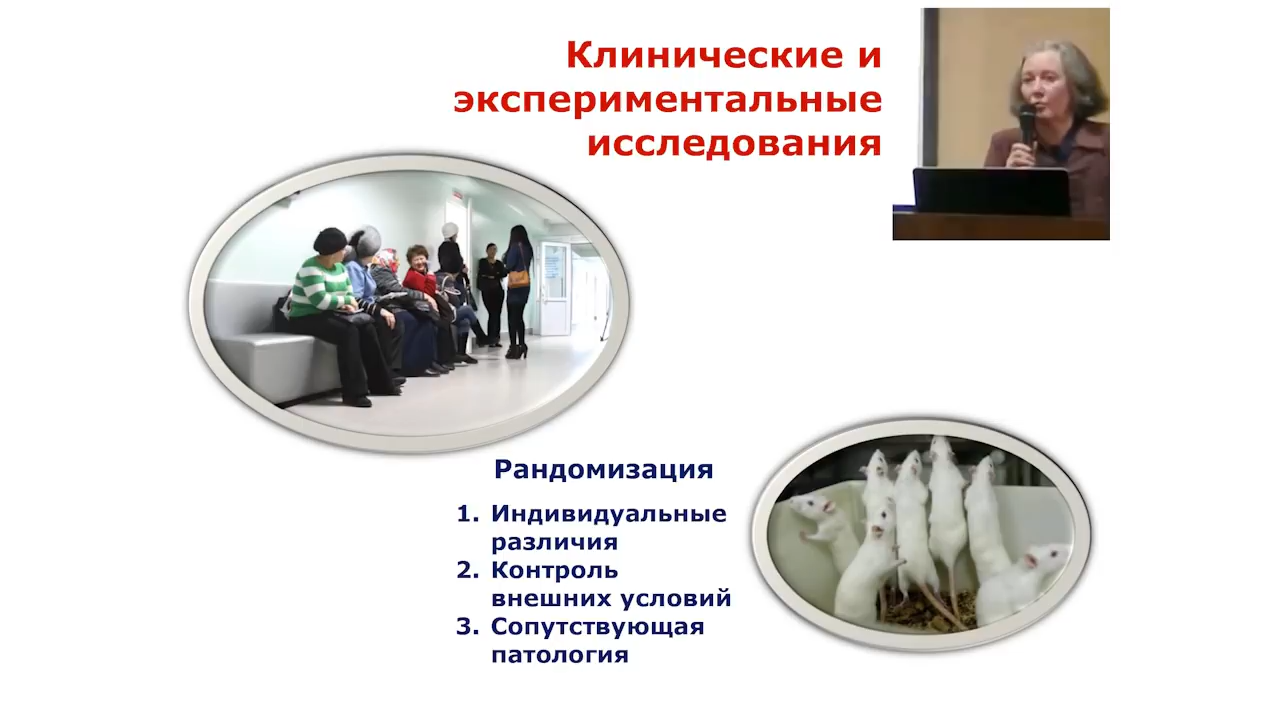 Клинические и
экспериментальные
исследования
Рандомизация
1. Индивидуальные
различия
2. Контроль
внешних условий
3. Сопутствующая
патология